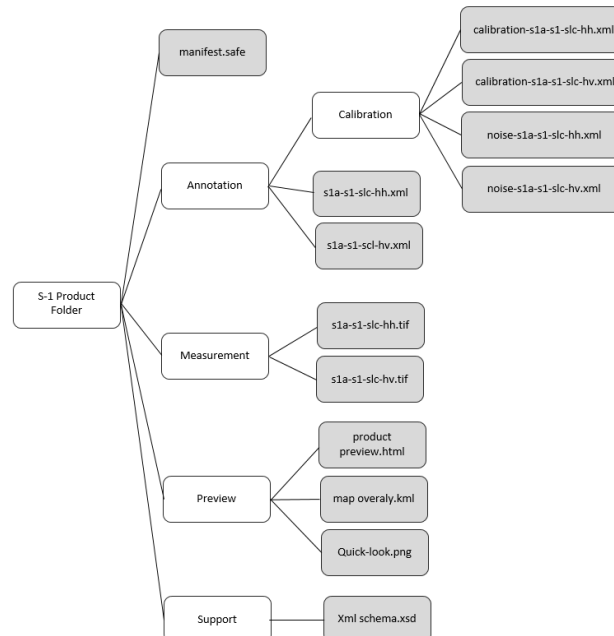 manifest.safe
calibration-s1a-s1-slc-hh.xml
calibration-s1a-s1-slc-hv.xml
Calibration
noise-s1a-s1-slc-hh.xml
noise-s1a-s1-slc-hv.xml
Annotation
s1a-s1-slc-hh.xml
s1a-s1-scl-hv.xml
S-1 Product
Folder
Measurement
s1a-s1-slc-hh.tif
s1a-s1-slc-hv.tif
product
preview.html
Preview
map overaly.kml
Quick-look.png
Support
Xml schema.xsd